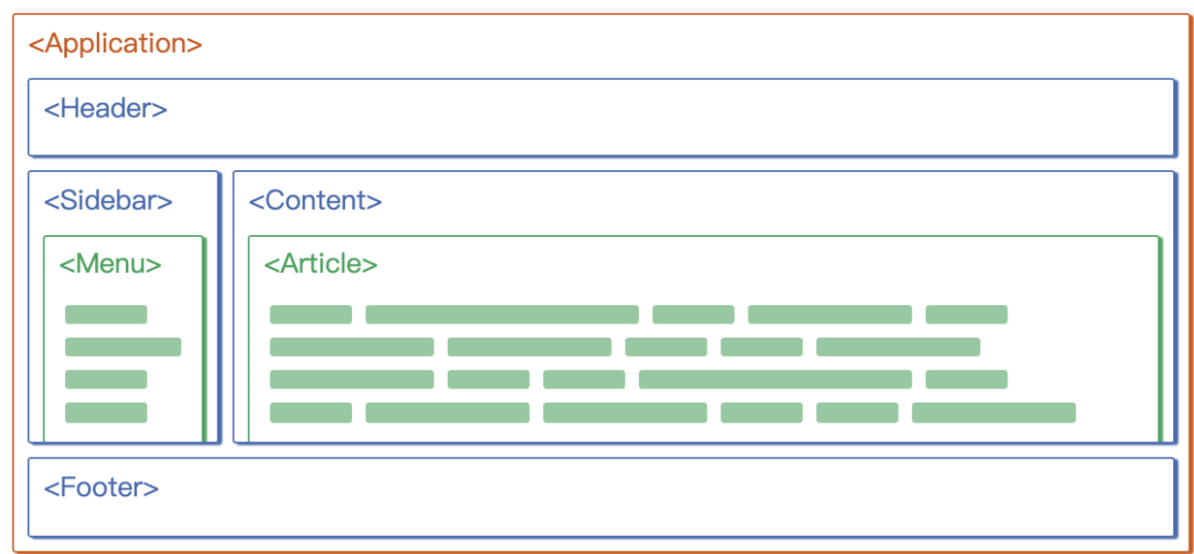 <Application>
<Header>
<Sidebar>
<Content>
<Menu>
<Article>
<Footer>